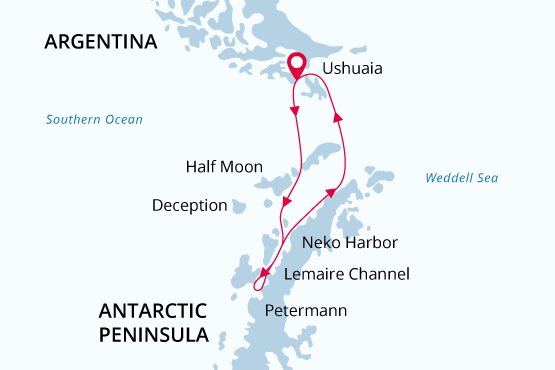 ARGENTINA
Ushuaia
Southern Ocean
Half Moon
Weddell Sea
Deception
Neko Harbor
Lemaire Channel
Petermann
ANTARCTIC
PENINSULA